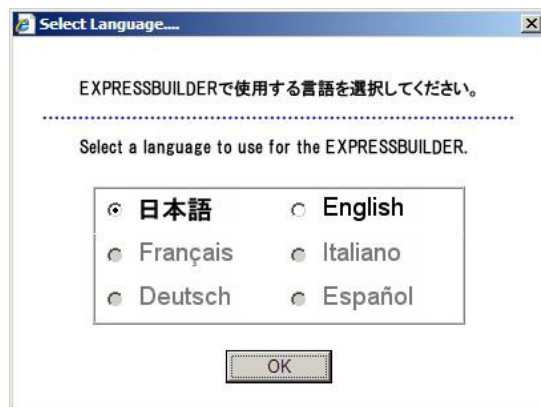 Select Language....
EXPRESSBUILDERで使用する言語を選択してください。
Select a language to use for the EXPRESSBUILDER.
日本語 English
Français Italiano
Deutsch Español
OK